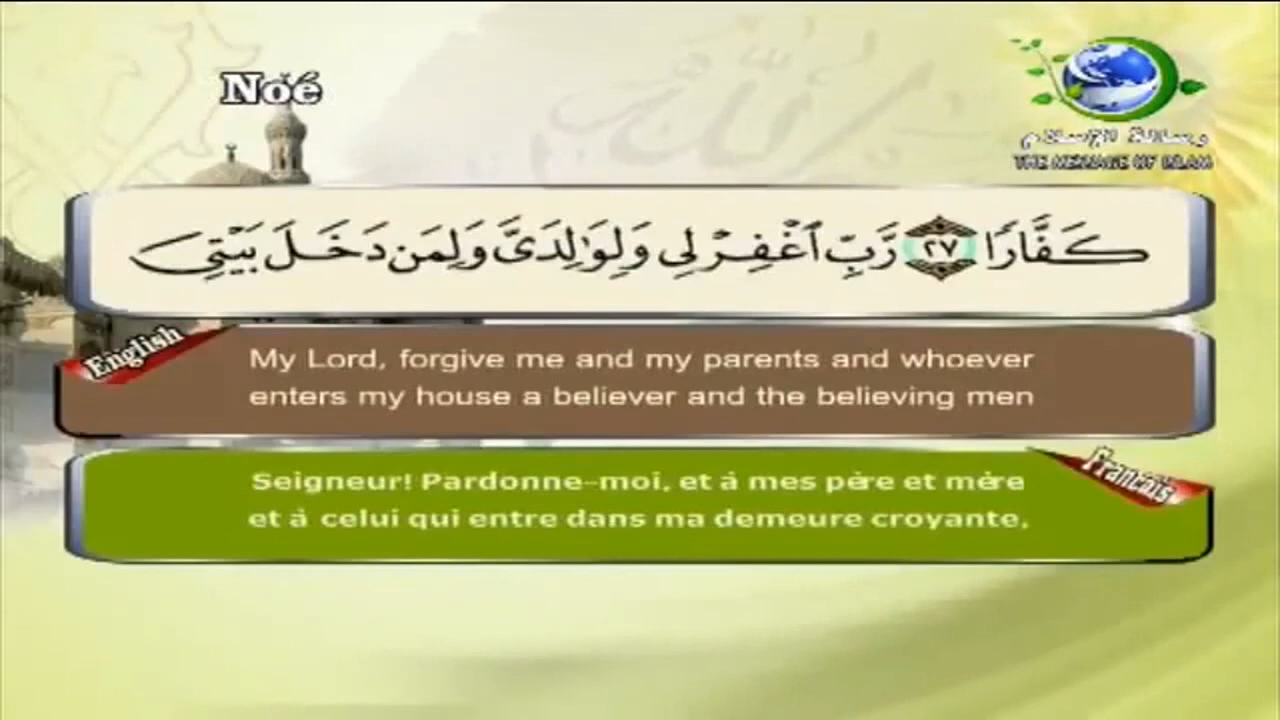 Noé
رسالة الإسلام
THE MESSAGE OF ISLAM
كَفَّارًا ٢٧ رَّبِّ ٱغْفِرْ لِي وَلِوَٰلِدَىَّ وَلِمَن دَخَلَ بَيْتِيَ
English
My Lord, forgive me and my parents and whoever
enters my house a believer and the believing men
Francais
Seigneur! Pardonne-moi, et á mes père et mère
et à celui qui entre dans ma demeure croyante,